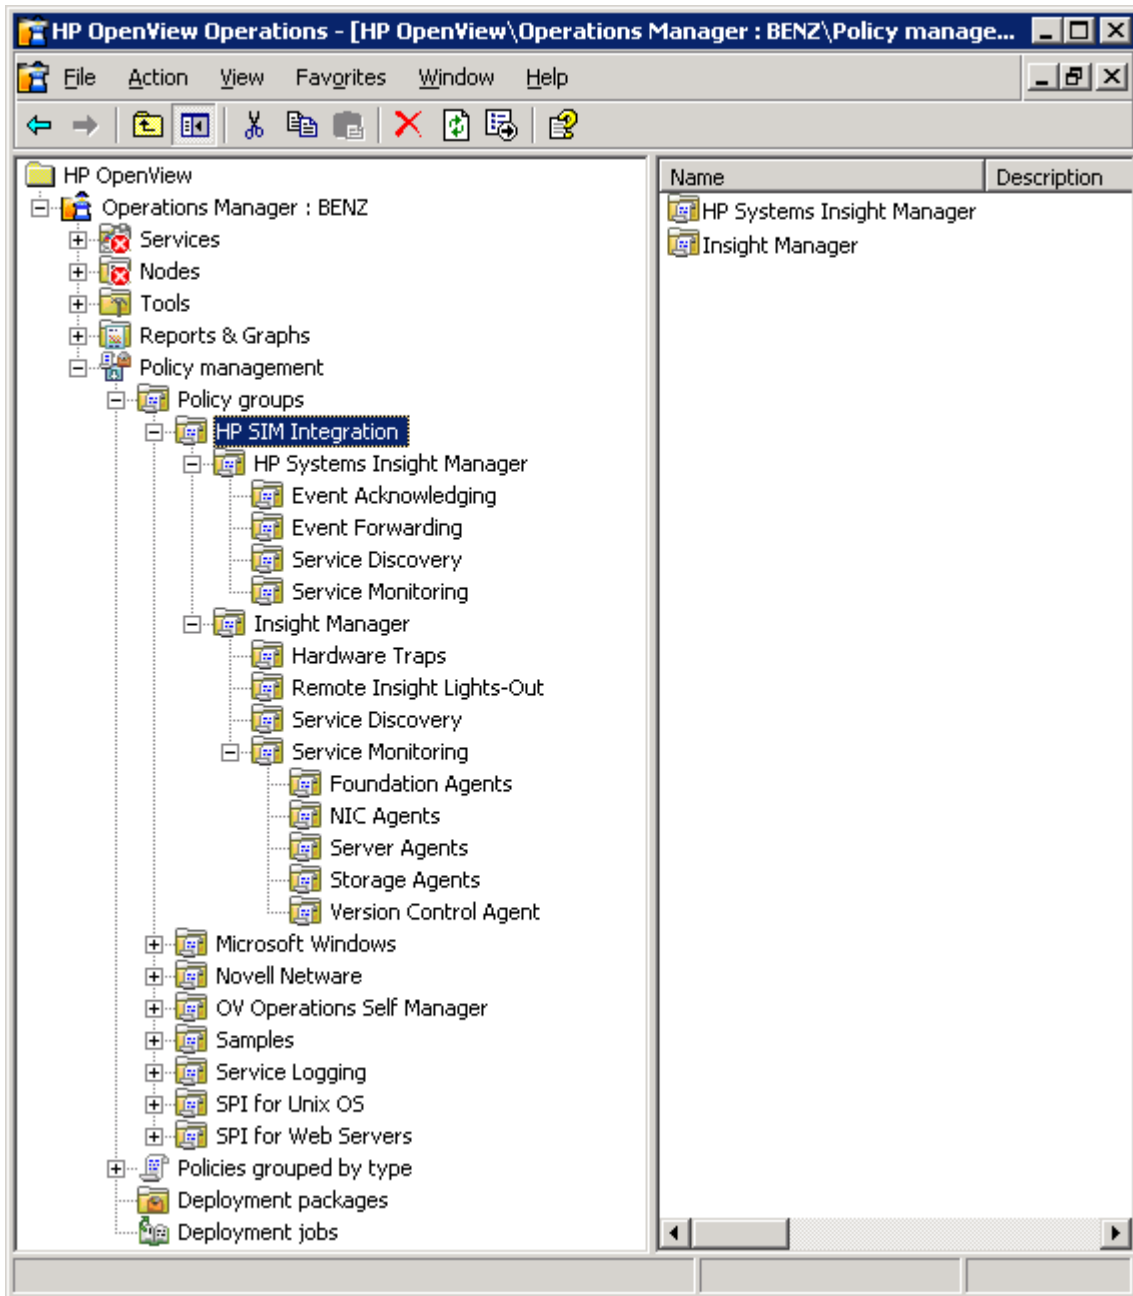 HP OpenView Operations - [HP OpenView\Operations Manager : BENZ\Policy manage...
File Action View Favorites Window Help
HP OpenView
Operations Manager : BENZ
Services
Nodes
Tools
Reports & Graphs
Policy management
Policy groups
HP SIM Integration
HP Systems Insight Manager
Event Acknowledging
Event Forwarding
Service Discovery
Service Monitoring
Insight Manager
Hardware Traps
Remote Insight Lights-Out
Service Discovery
Service Monitoring
Foundation Agents
NIC Agents
Server Agents
Storage Agents
Version Control Agent
Microsoft Windows
Novell Netware
OV Operations Self Manager
Samples
Service Logging
SPI for Unix OS
SPI for Web Servers
Policies grouped by type
Deployment packages
Deployment jobs
Name Description
HP Systems Insight Manager
Insight Manager